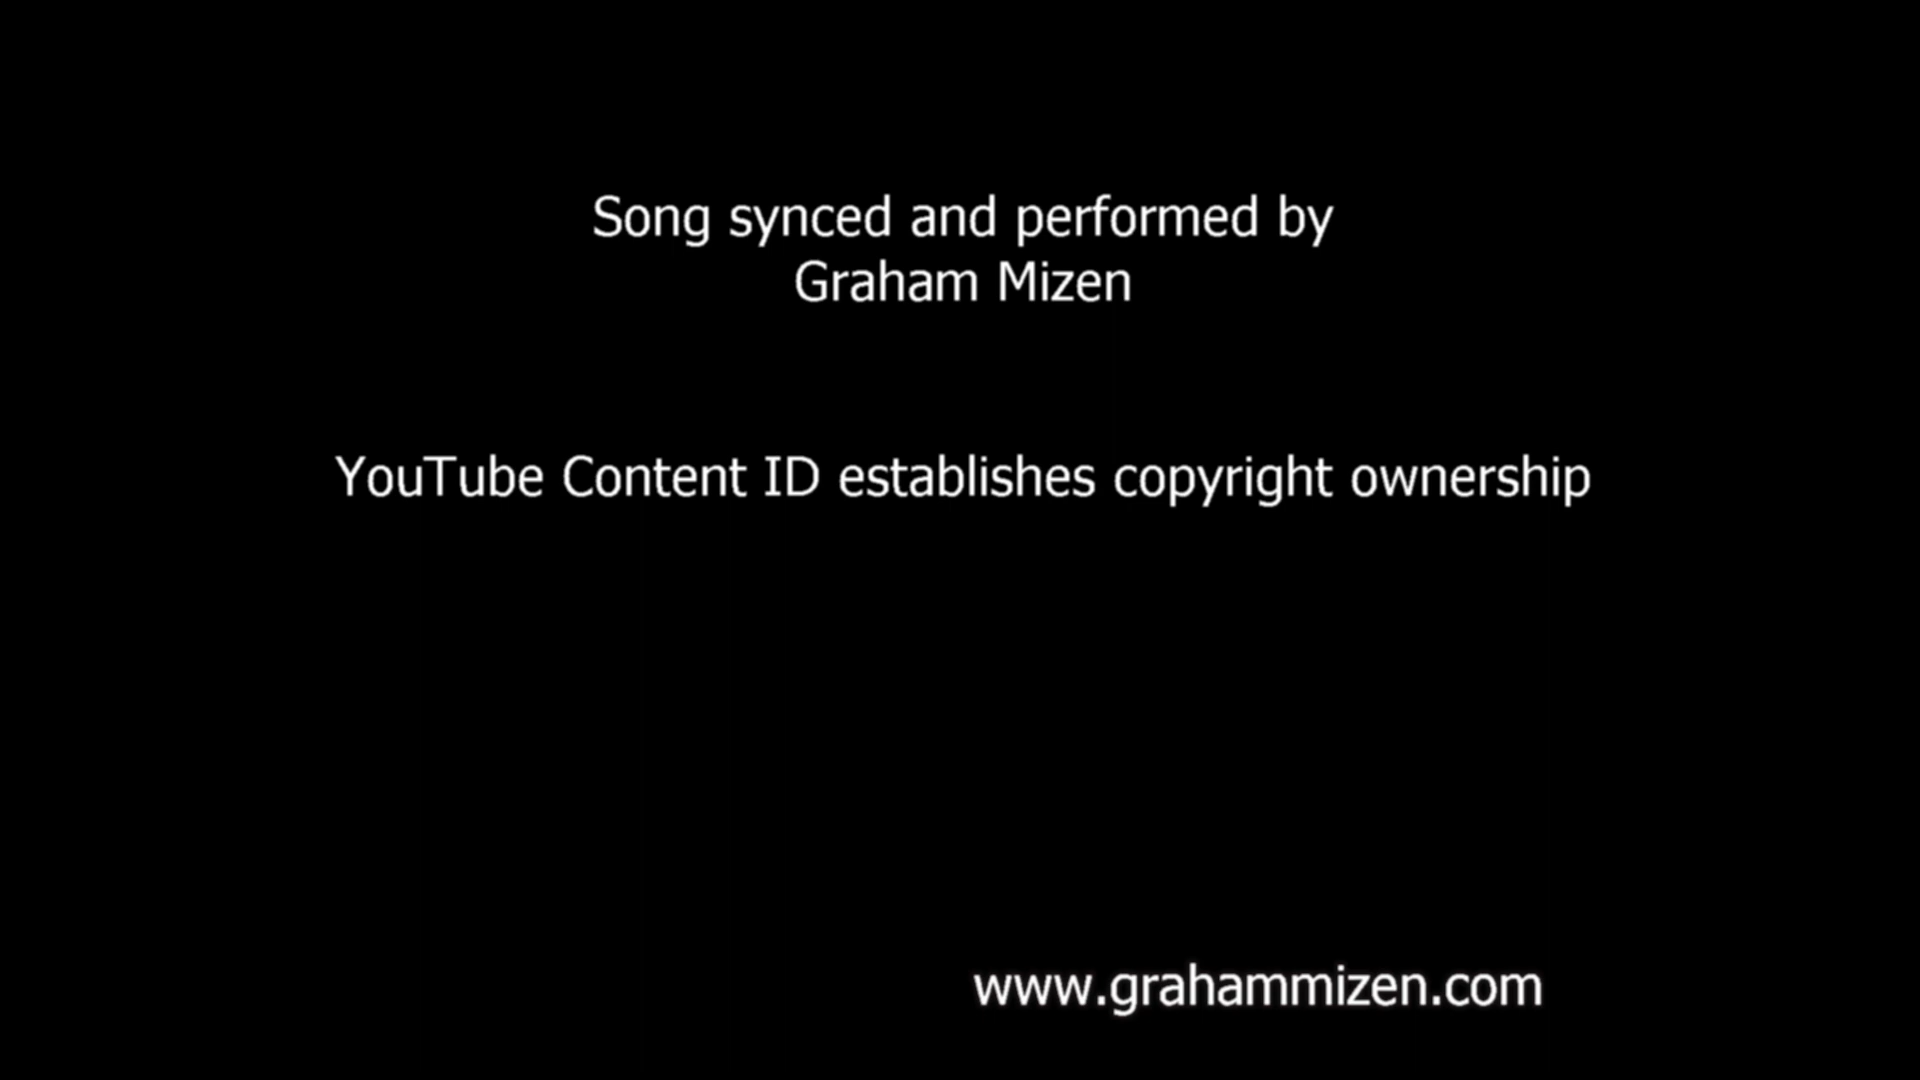 Song synced and performed by
Graham Mizen
YouTube Content ID establishes copyright ownership
www.grahammizen.com